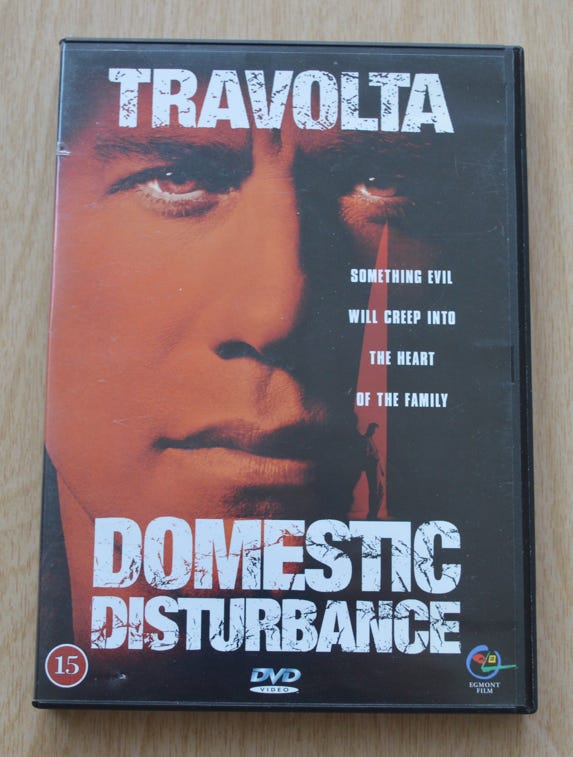 TRAVOLTA
SOMETHING EVIL
WILL CREEP INTO
THE HEART
OF THE FAMILY
DOMESTIC
DISTURBANCE
15
DVD
VIDEO
EGMONT
FILM